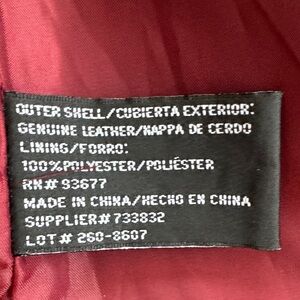 OUTER SHELL/CUBIERTA EXTERIOR:
GENUINE LEATHER/NAPPA DE CERDO
LINING/FORRO:
100%POLYESTER/POLIÉSTER
RN# 93677
MADE IN CHINA/HECHO EN CHINA
SUPPLIER# 733832
LOT# 260-8607